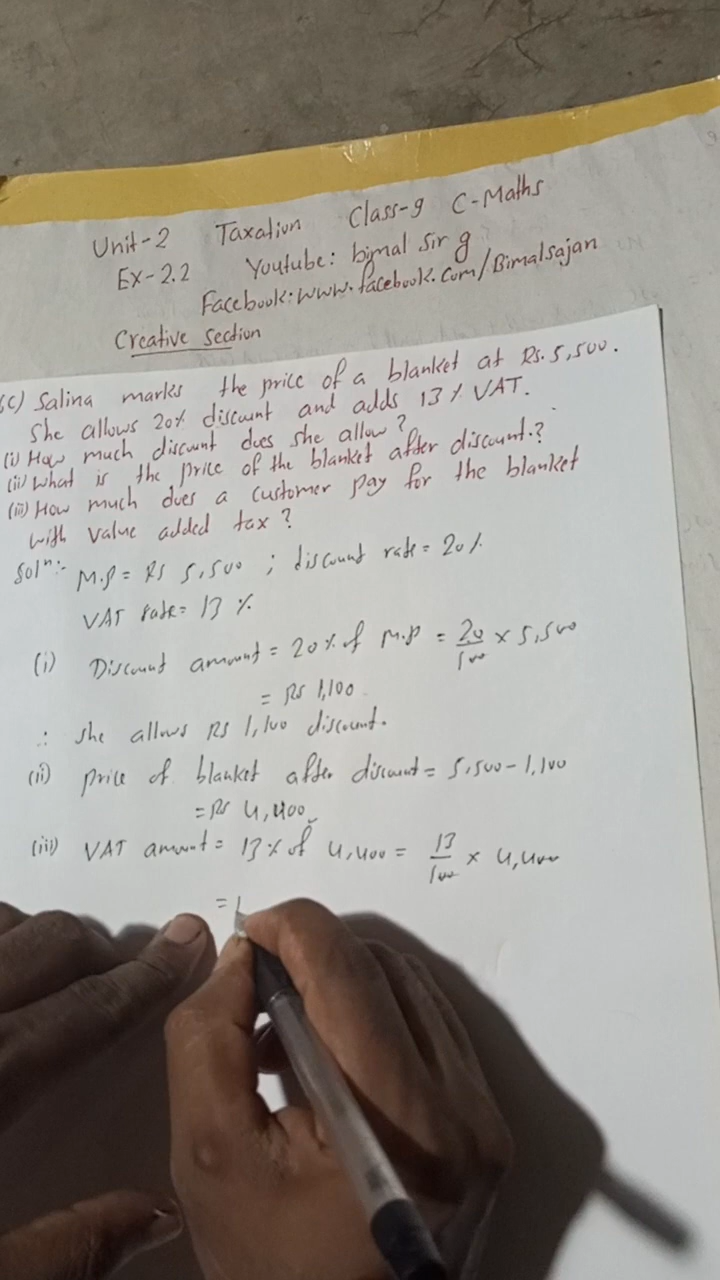 Unit-2 Taxation Class-9 C-Maths
Ex-2.2 Youtube: bimal sir g
Facebook: www.facebook.com/Bimalsajan
Creative section
6c) Salina marks the price of a blanket at Rs. 5,500.
She allows 20% discount and adds 13% VAT.
(i) How much discount does she allow?
(ii) What is the price of the blanket after discount.?
(iii) How much does a customer pay for the blanket
with value added tax?
Solⁿ:- M.P = RS 5,500 ; discount rate = 20%
VAT rate = 13 %
(i) Discount amount = 20% of M.P = 20/100 × 5,500
= RS 1,100
∴ She allows RS 1,100 discount.
(ii) Price of blanket after discount = 5,500 - 1,100
= RS 4,400
(iii) VAT amount = 13% of 4,400 = 13/100 × 4,400
=